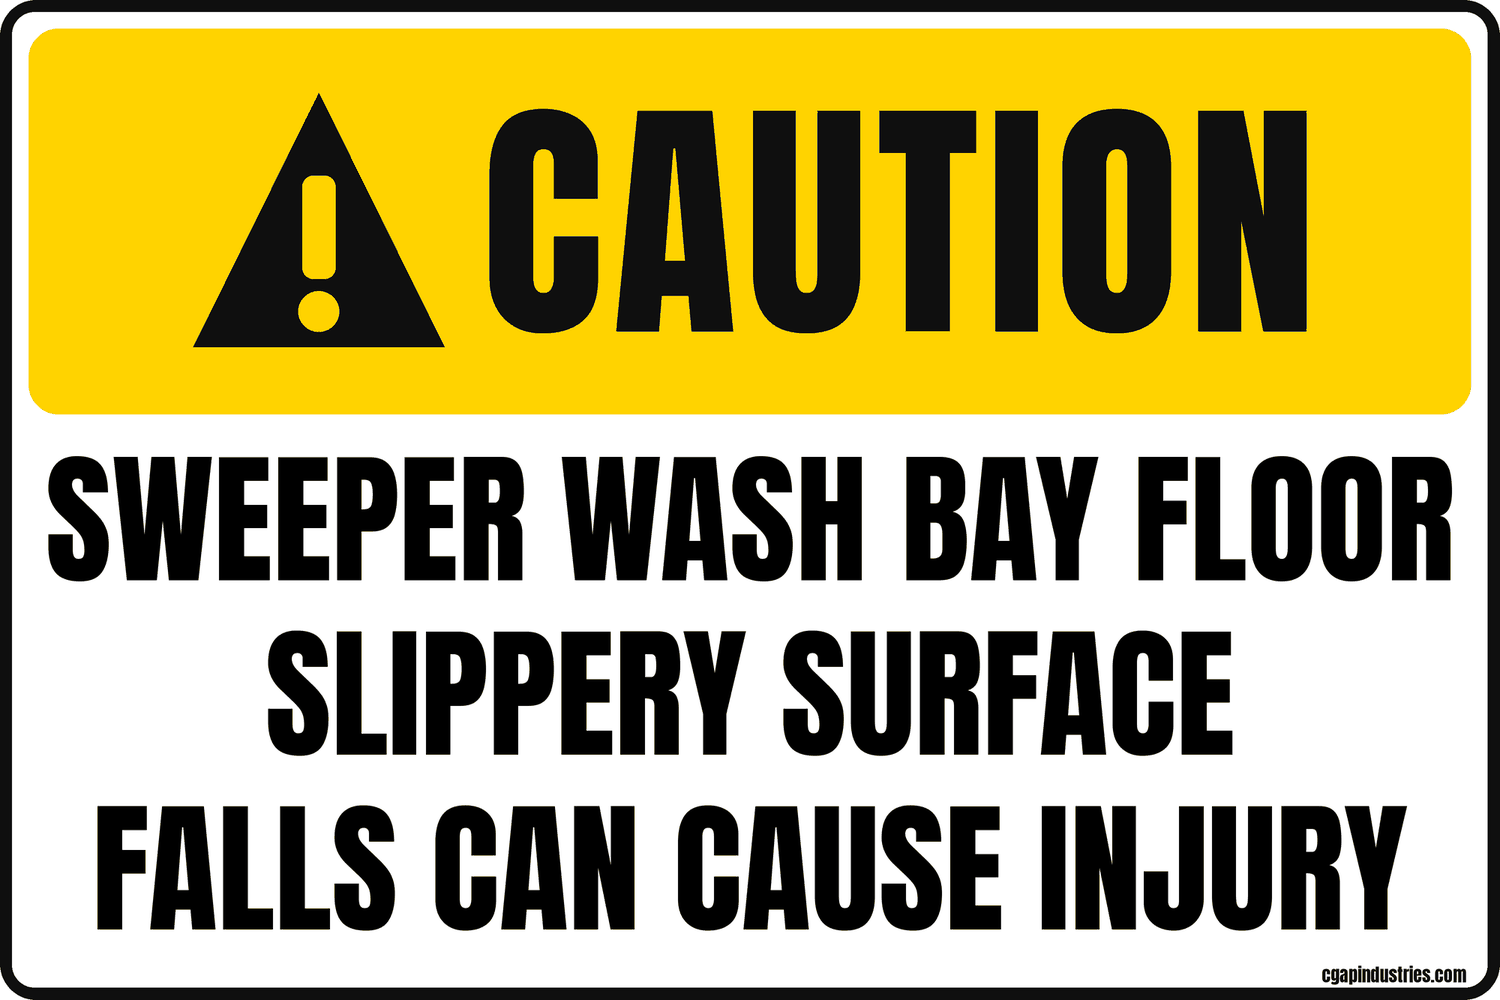 CAUTION
SWEEPER WASH BAY FLOOR
SLIPPERY SURFACE
FALLS CAN CAUSE INJURY
cgapindustries.com